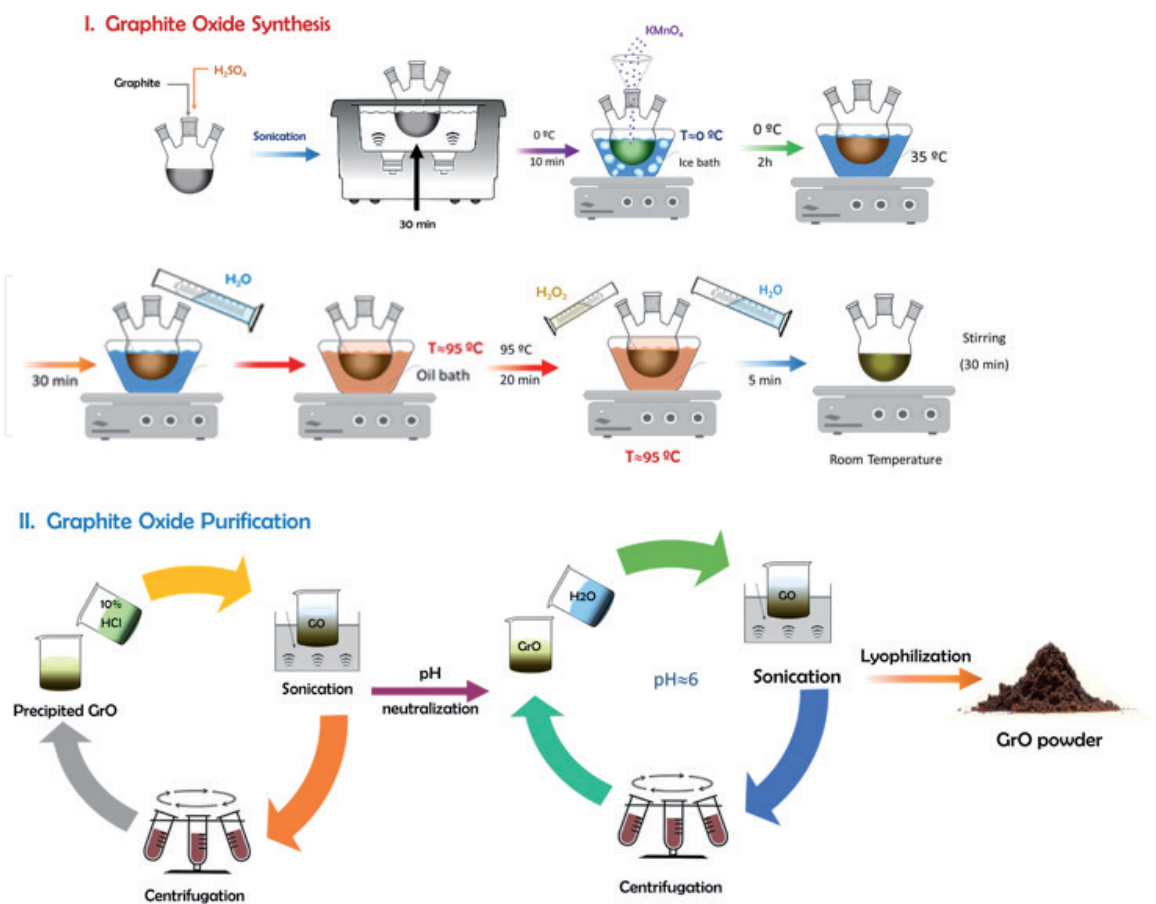 I. Graphite Oxide Synthesis
H₂SO₄
Graphite
Sonication
30 min
0 ºC
10 min
KMnO₄
T≈0 ºC
Ice bath
0 ºC
2h
35 ºC
30 min
H₂O
T≈95 ºC
Oil bath
95 ºC
20 min
H₂O₂
H₂O
T≈95 ºC
5 min
Stirring
(30 min)
Room Temperature
II. Graphite Oxide Purification
10%
HCl
Precipited GrO
GO
Sonication
Centrifugation
pH
neutralization
GrO
H2O
pH≈6
GO
Sonication
Centrifugation
Lyophilization
GrO powder